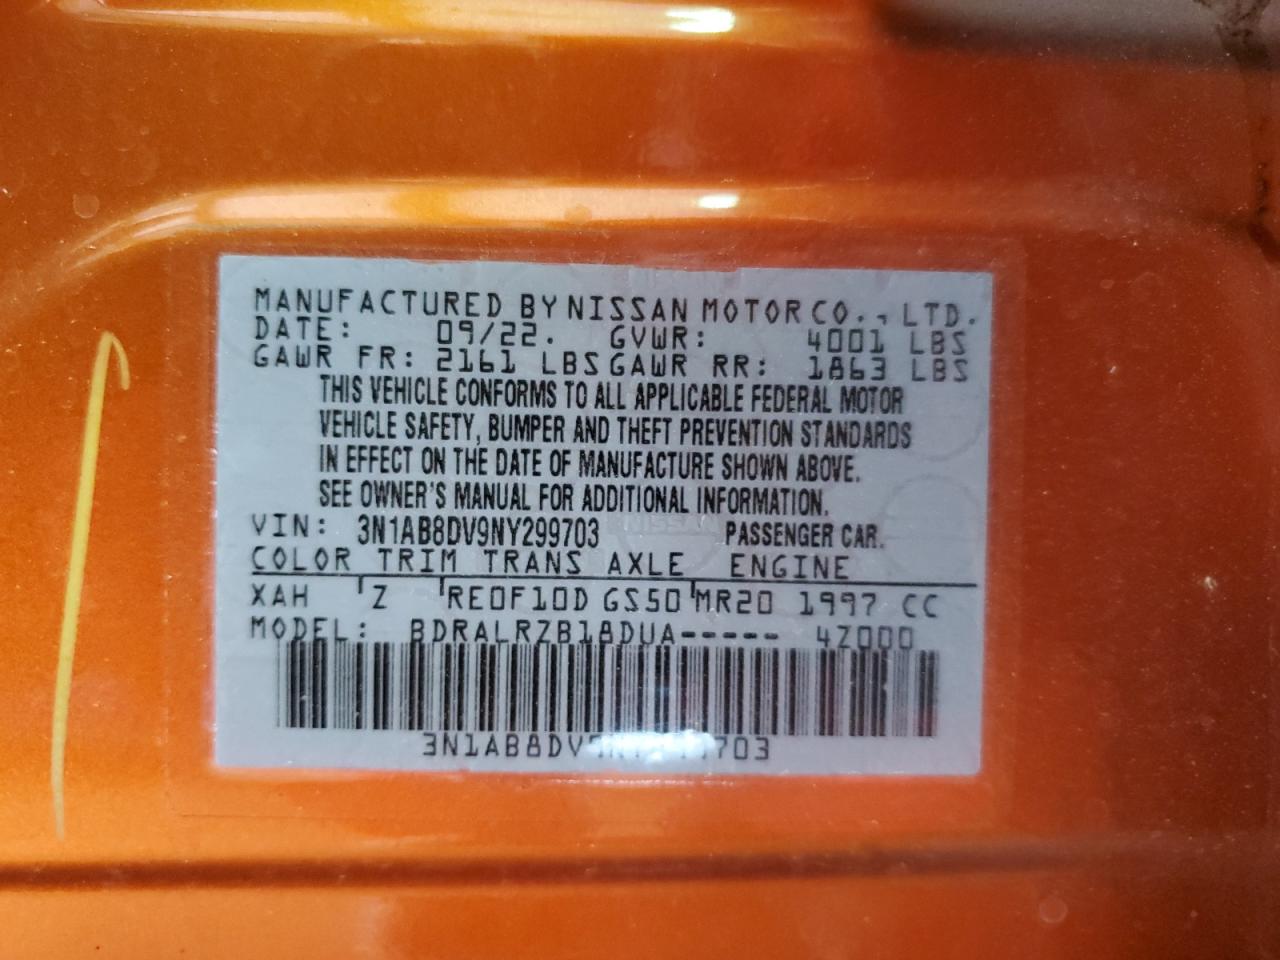 MANUFACTURED BY NISSAN MOTOR CO., LTD.
DATE: 09/22. GVWR: 4001 LBS
GAWR FR: 2161 LBS GAWR RR: 1863 LBS
THIS VEHICLE CONFORMS TO ALL APPLICABLE FEDERAL MOTOR
VEHICLE SAFETY, BUMPER AND THEFT PREVENTION STANDARDS
IN EFFECT ON THE DATE OF MANUFACTURE SHOWN ABOVE.
SEE OWNER'S MANUAL FOR ADDITIONAL INFORMATION.
VIN: 3N1AB8DV9NY299703 PASSENGER CAR.
COLOR TRIM TRANS AXLE ENGINE
XAH Z RE0F10D GS50 MR20 1997 CC
MODEL: BDRALRZB18DUA----- 4Z000